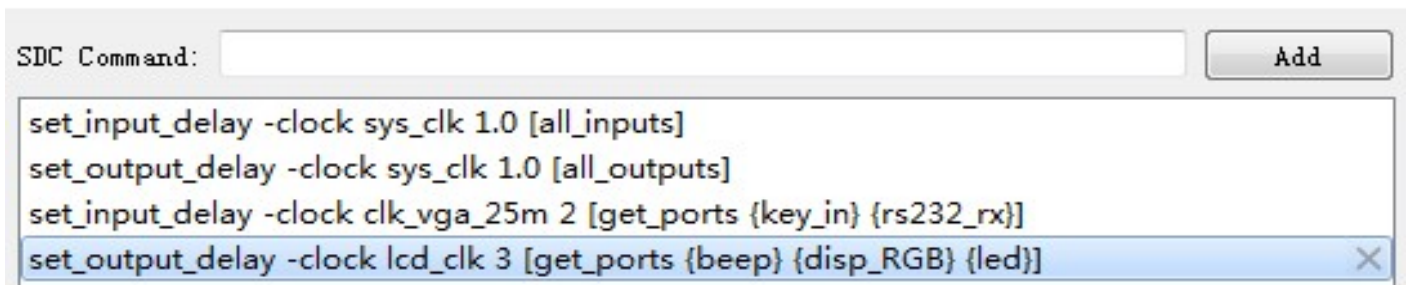 SDC Command: Add
set_input_delay -clock sys_clk 1.0 [all_inputs]
set_output_delay -clock sys_clk 1.0 [all_outputs]
set_input_delay -clock clk_vga_25m 2 [get_ports {key_in} {rs232_rx}]
set_output_delay -clock lcd_clk 3 [get_ports {beep} {disp_RGB} {led}]